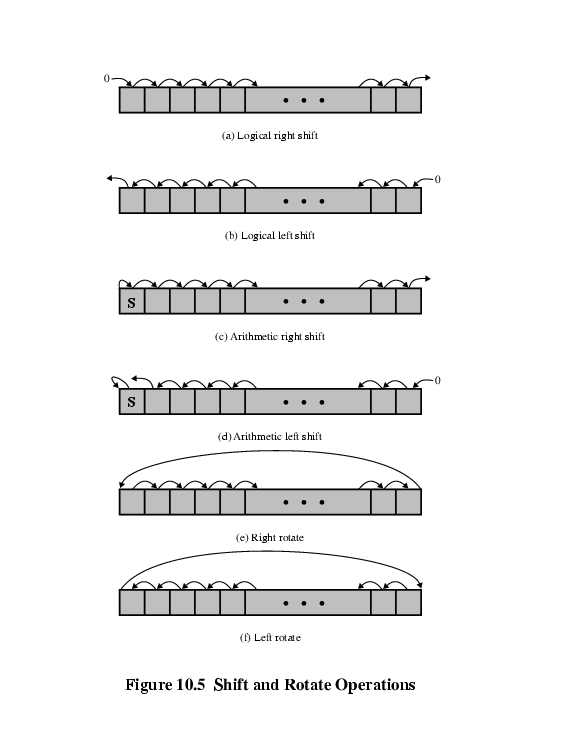 0
• • •
(a) Logical right shift
0
• • •
(b) Logical left shift
S
• • •
(c) Arithmetic right shift
0
S
• • •
(d) Arithmetic left shift
• • •
(e) Right rotate
• • •
(f) Left rotate
Figure 10.5 Shift and Rotate Operations